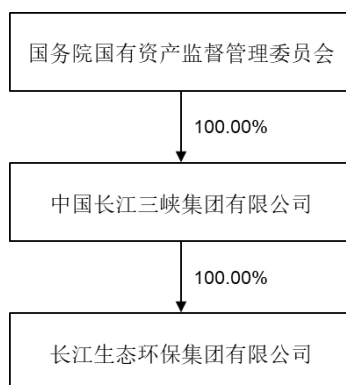 国务院国有资产监督管理委员会
100.00%
中国长江三峡集团有限公司
100.00%
长江生态环保集团有限公司